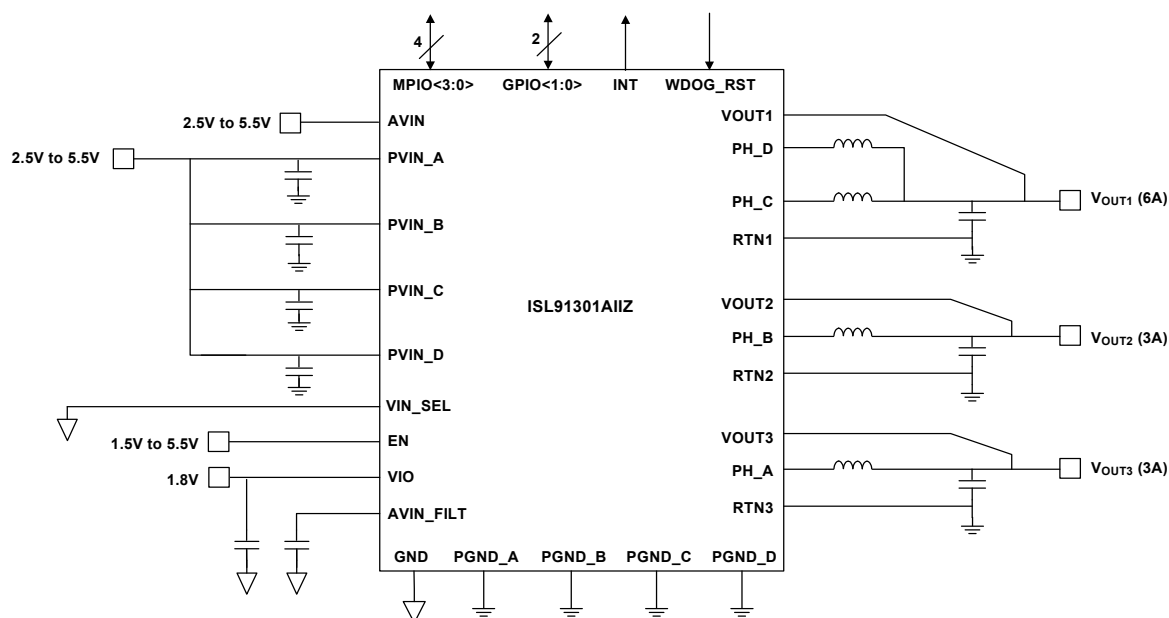 4
2
MPIO<3:0>
GPIO<1:0>
INT
WDOG_RST
2.5V to 5.5V
AVIN
2.5V to 5.5V
PVIN_A
PVIN_B
PVIN_C
PVIN_D
VIN_SEL
1.5V to 5.5V
EN
1.8V
VIO
AVIN_FILT
ISL91301AIIZ
VOUT1
PH_D
PH_C
VOUT1 (6A)
RTN1
VOUT2
PH_B
VOUT2 (3A)
RTN2
VOUT3
PH_A
VOUT3 (3A)
RTN3
GND
PGND_A
PGND_B
PGND_C
PGND_D